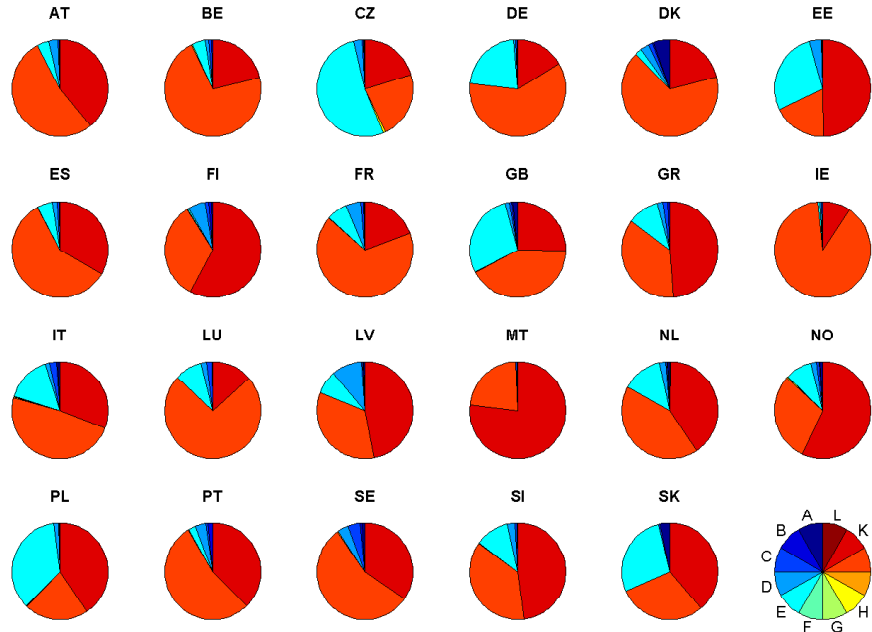 AT BE CZ DE DK EE
ES FI FR GB GR IE
IT LU LV MT NL NO
PL PT SE SI SK
A L
B K
C
D
E H
F G